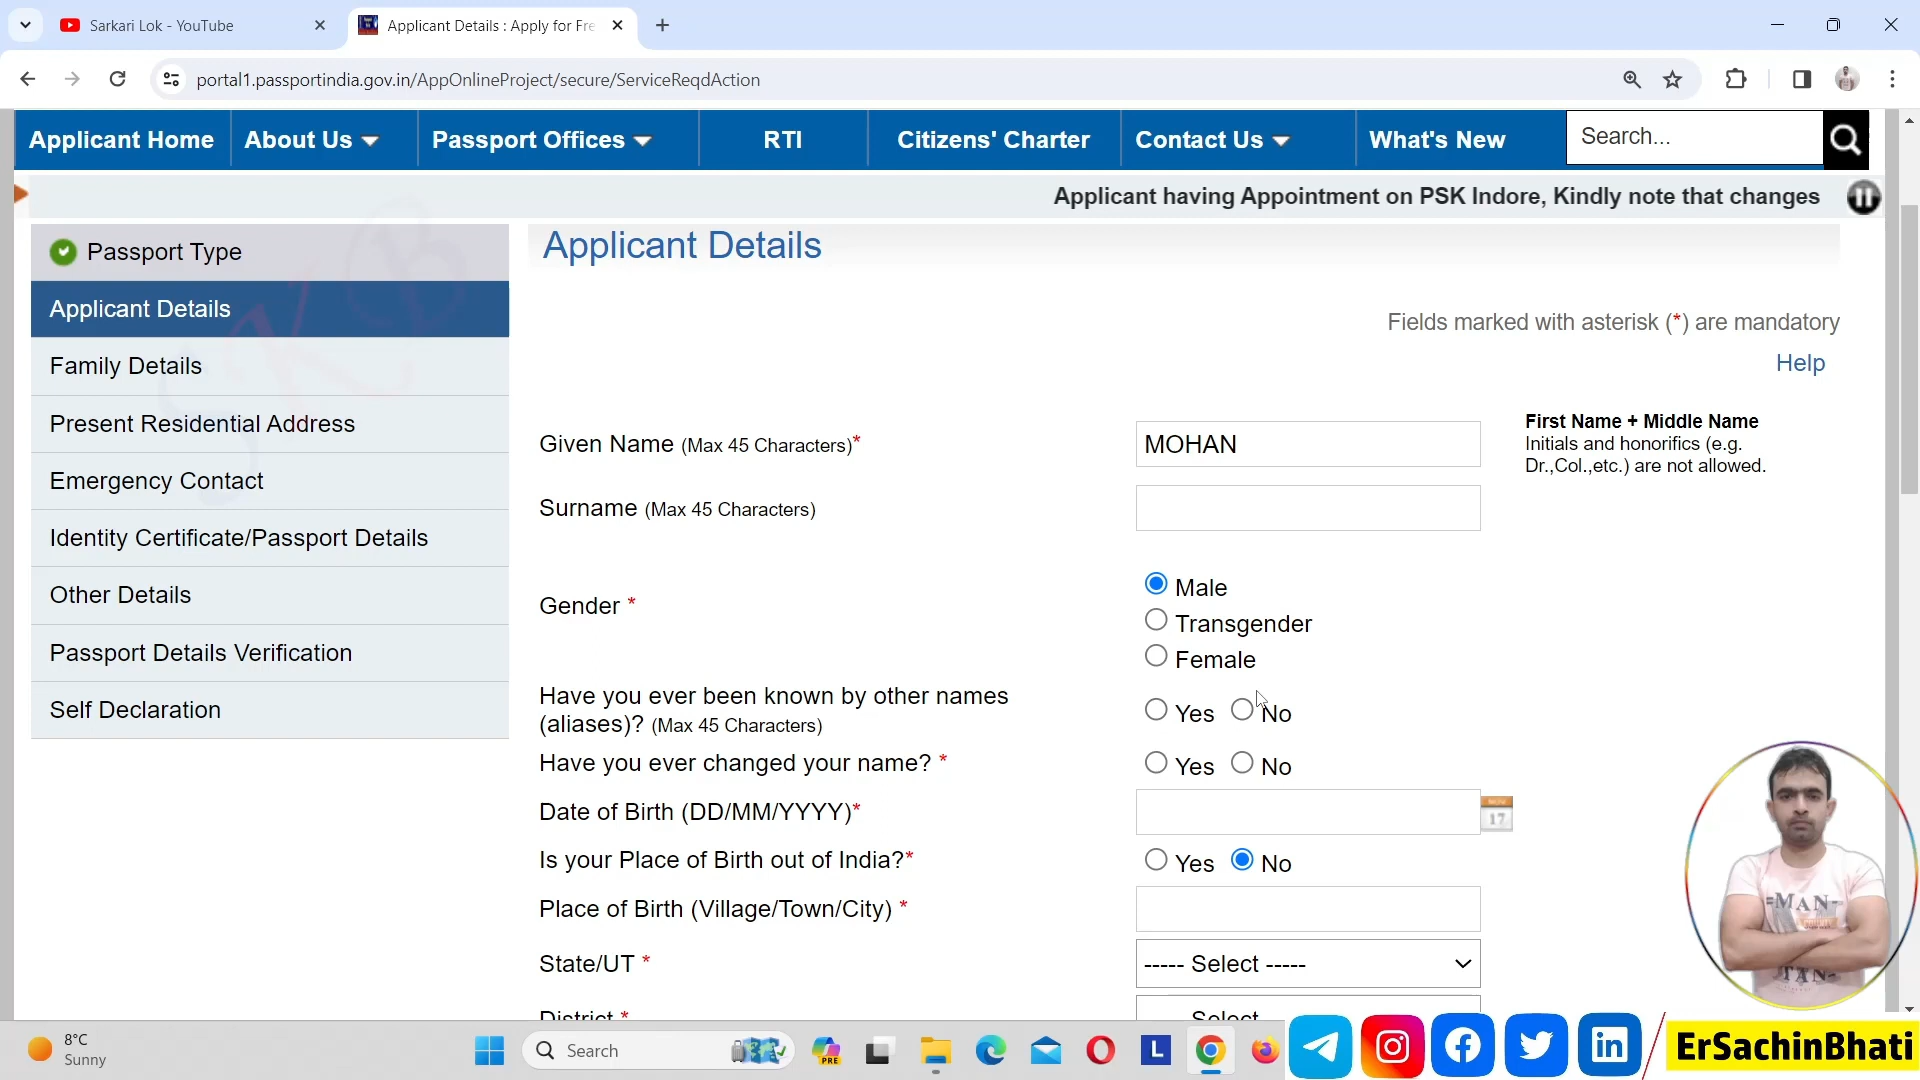 Sarkari Lok - YouTube
Applicant Details : Apply for Fre
portal1.passportindia.gov.in/AppOnlineProject/secure/ServiceReqdAction
Applicant Home
About Us
Passport Offices
RTI
Citizens' Charter
Contact Us
What's New
Search...
Applicant having Appointment on PSK Indore, Kindly note that changes
Passport Type
Applicant Details
Family Details
Present Residential Address
Emergency Contact
Identity Certificate/Passport Details
Other Details
Passport Details Verification
Self Declaration
Applicant Details
Fields marked with asterisk (*) are mandatory
Help
Given Name (Max 45 Characters)*
MOHAN
First Name + Middle Name
Initials and honorifics (e.g.
Dr.,Col.,etc.) are not allowed.
Surname (Max 45 Characters)
Gender *
Male
Transgender
Female
Have you ever been known by other names
(aliases)? (Max 45 Characters)
Yes No
Have you ever changed your name? *
Yes No
Date of Birth (DD/MM/YYYY)*
17
Is your Place of Birth out of India?*
Yes No
Place of Birth (Village/Town/City) *
State/UT *
----- Select -----
District *
Select
MAN
8°C
Sunny
Search
PRE
L
in
ErSachinBhati